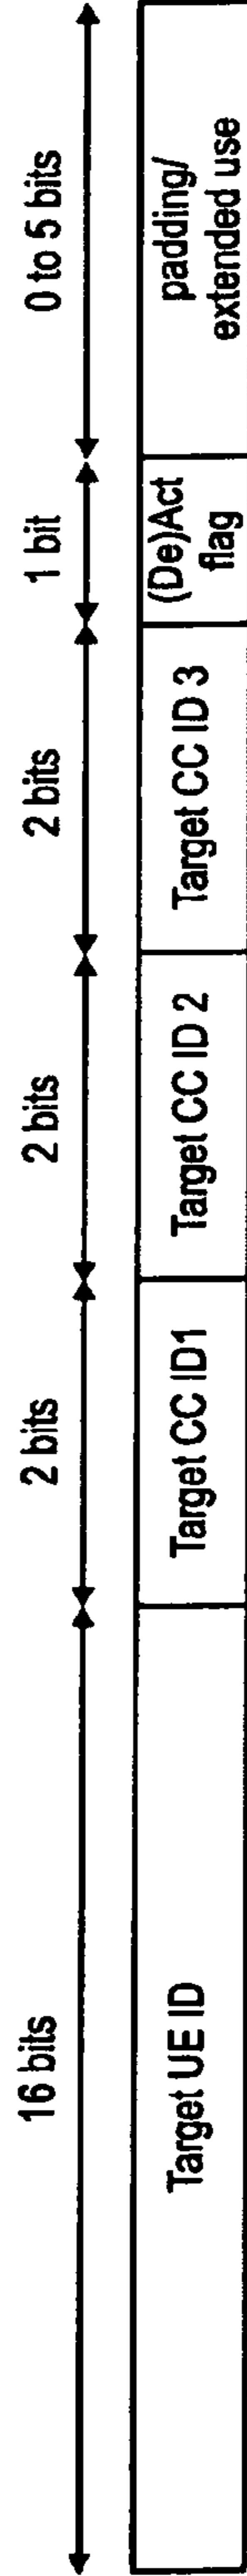 16 bits
2 bits
2 bits
2 bits
1 bit
0 to 5 bits
Target UE ID
Target CC ID1
Target CC ID 2
Target CC ID 3
(De)Act
flag
padding/
extended use